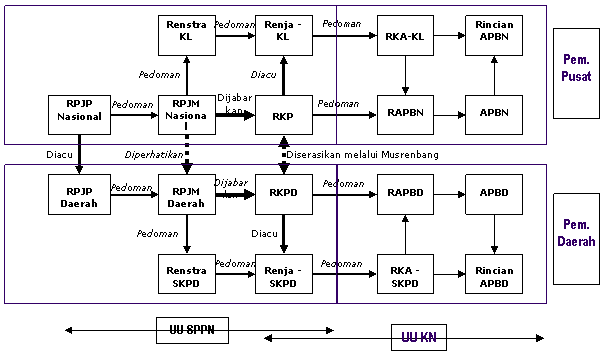 Renstra
KL
Pedoman
Renja -
KL
Pedoman
RKA-KL
Rincian
APBN
Pem.
Pusat
Pedoman
Diacu
RPJP
Nasional
Pedoman
RPJM
Nasiona
Dijabar
kan
RKP
Pedoman
RAPBN
APBN
Diacu
Diperhatikan
Diserasikan melalui Musrenbang
RPJP
Daerah
Pedoman
RPJM
Daerah
Dijabar
kan
RKPD
Pedoman
RAPBD
APBD
Pem.
Daerah
Pedoman
Diacu
Renstra
SKPD
Pedoman
Renja -
SKPD
Pedoman
RKA -
SKPD
Rincian
APBD
UU SPPN
UU KN